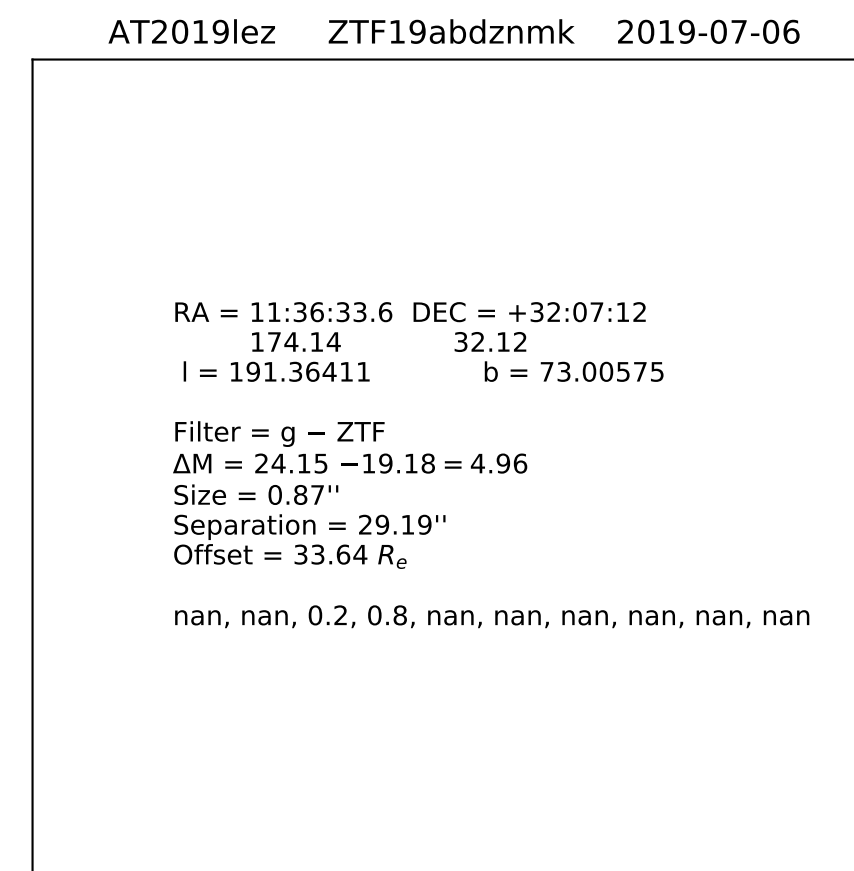 AT2019lez ZTF19abdznmk 2019-07-06
RA = 11:36:33.6 DEC = +32:07:12
174.14 32.12
l = 191.36411 b = 73.00575
Filter = g − ZTF
ΔM = 24.15 −19.18 = 4.96
Size = 0.87''
Separation = 29.19''
Offset = 33.64 Rₑ
nan, nan, 0.2, 0.8, nan, nan, nan, nan, nan, nan